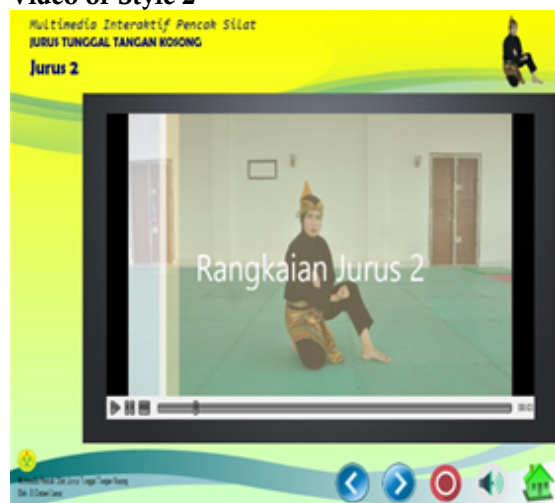 Video of Style 2
Multimedia Interaktif Pencak Silat
JURUS TUNGGAL TANGAN KOSONG
Jurus 2
Rangkaian Jurus 2